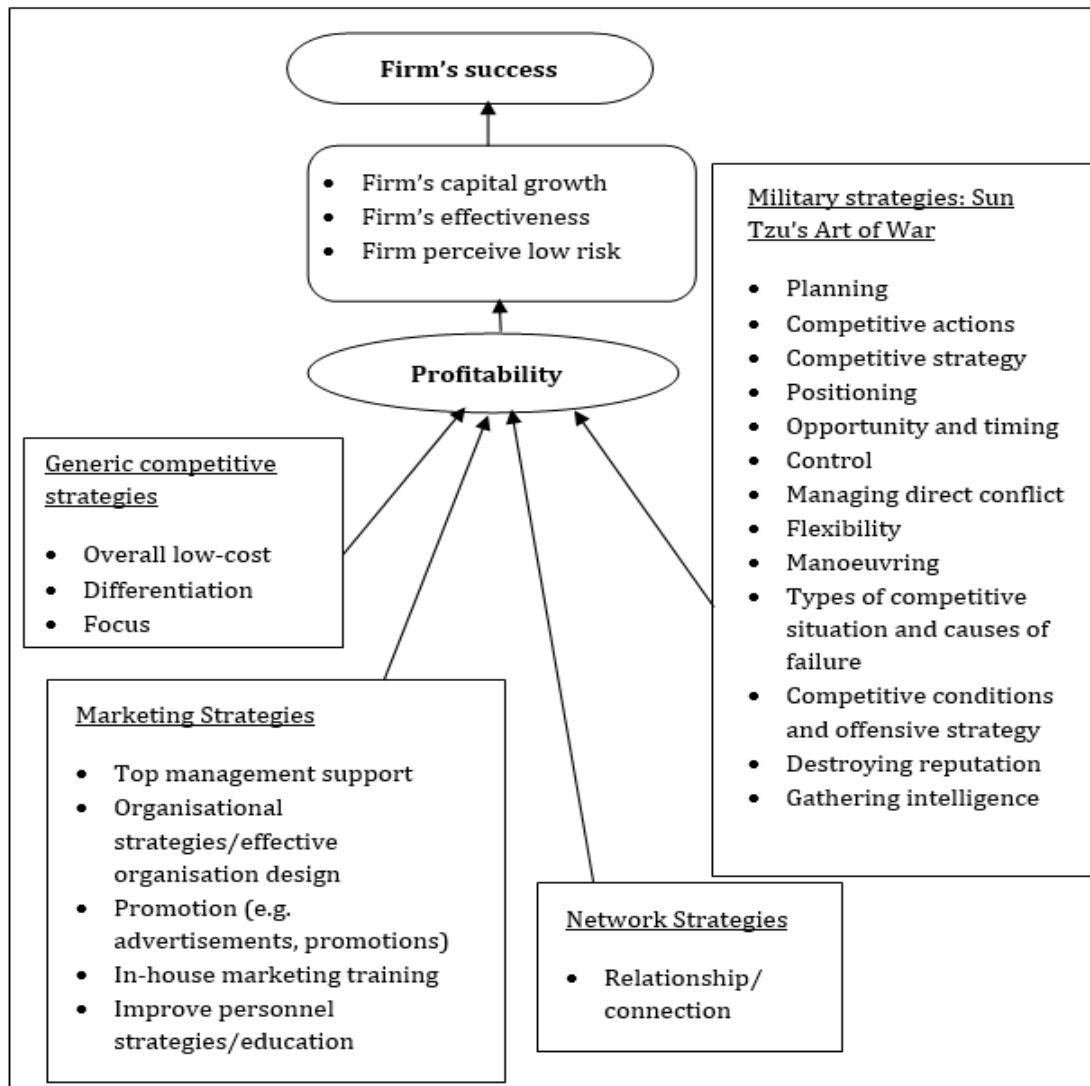 Firm's success
• Firm's capital growth
• Firm's effectiveness
• Firm perceive low risk
Profitability
Generic competitive
strategies
• Overall low-cost
• Differentiation
• Focus
Military strategies: Sun
Tzu's Art of War
• Planning
• Competitive actions
• Competitive strategy
• Positioning
• Opportunity and timing
• Control
• Managing direct conflict
• Flexibility
• Manoeuvring
• Types of competitive
situation and causes of
failure
• Competitive conditions
and offensive strategy
• Destroying reputation
• Gathering intelligence
Marketing Strategies
• Top management support
• Organisational
strategies/effective
organisation design
• Promotion (e.g.
advertisements, promotions)
• In-house marketing training
• Improve personnel
strategies/education
Network Strategies
• Relationship/
connection